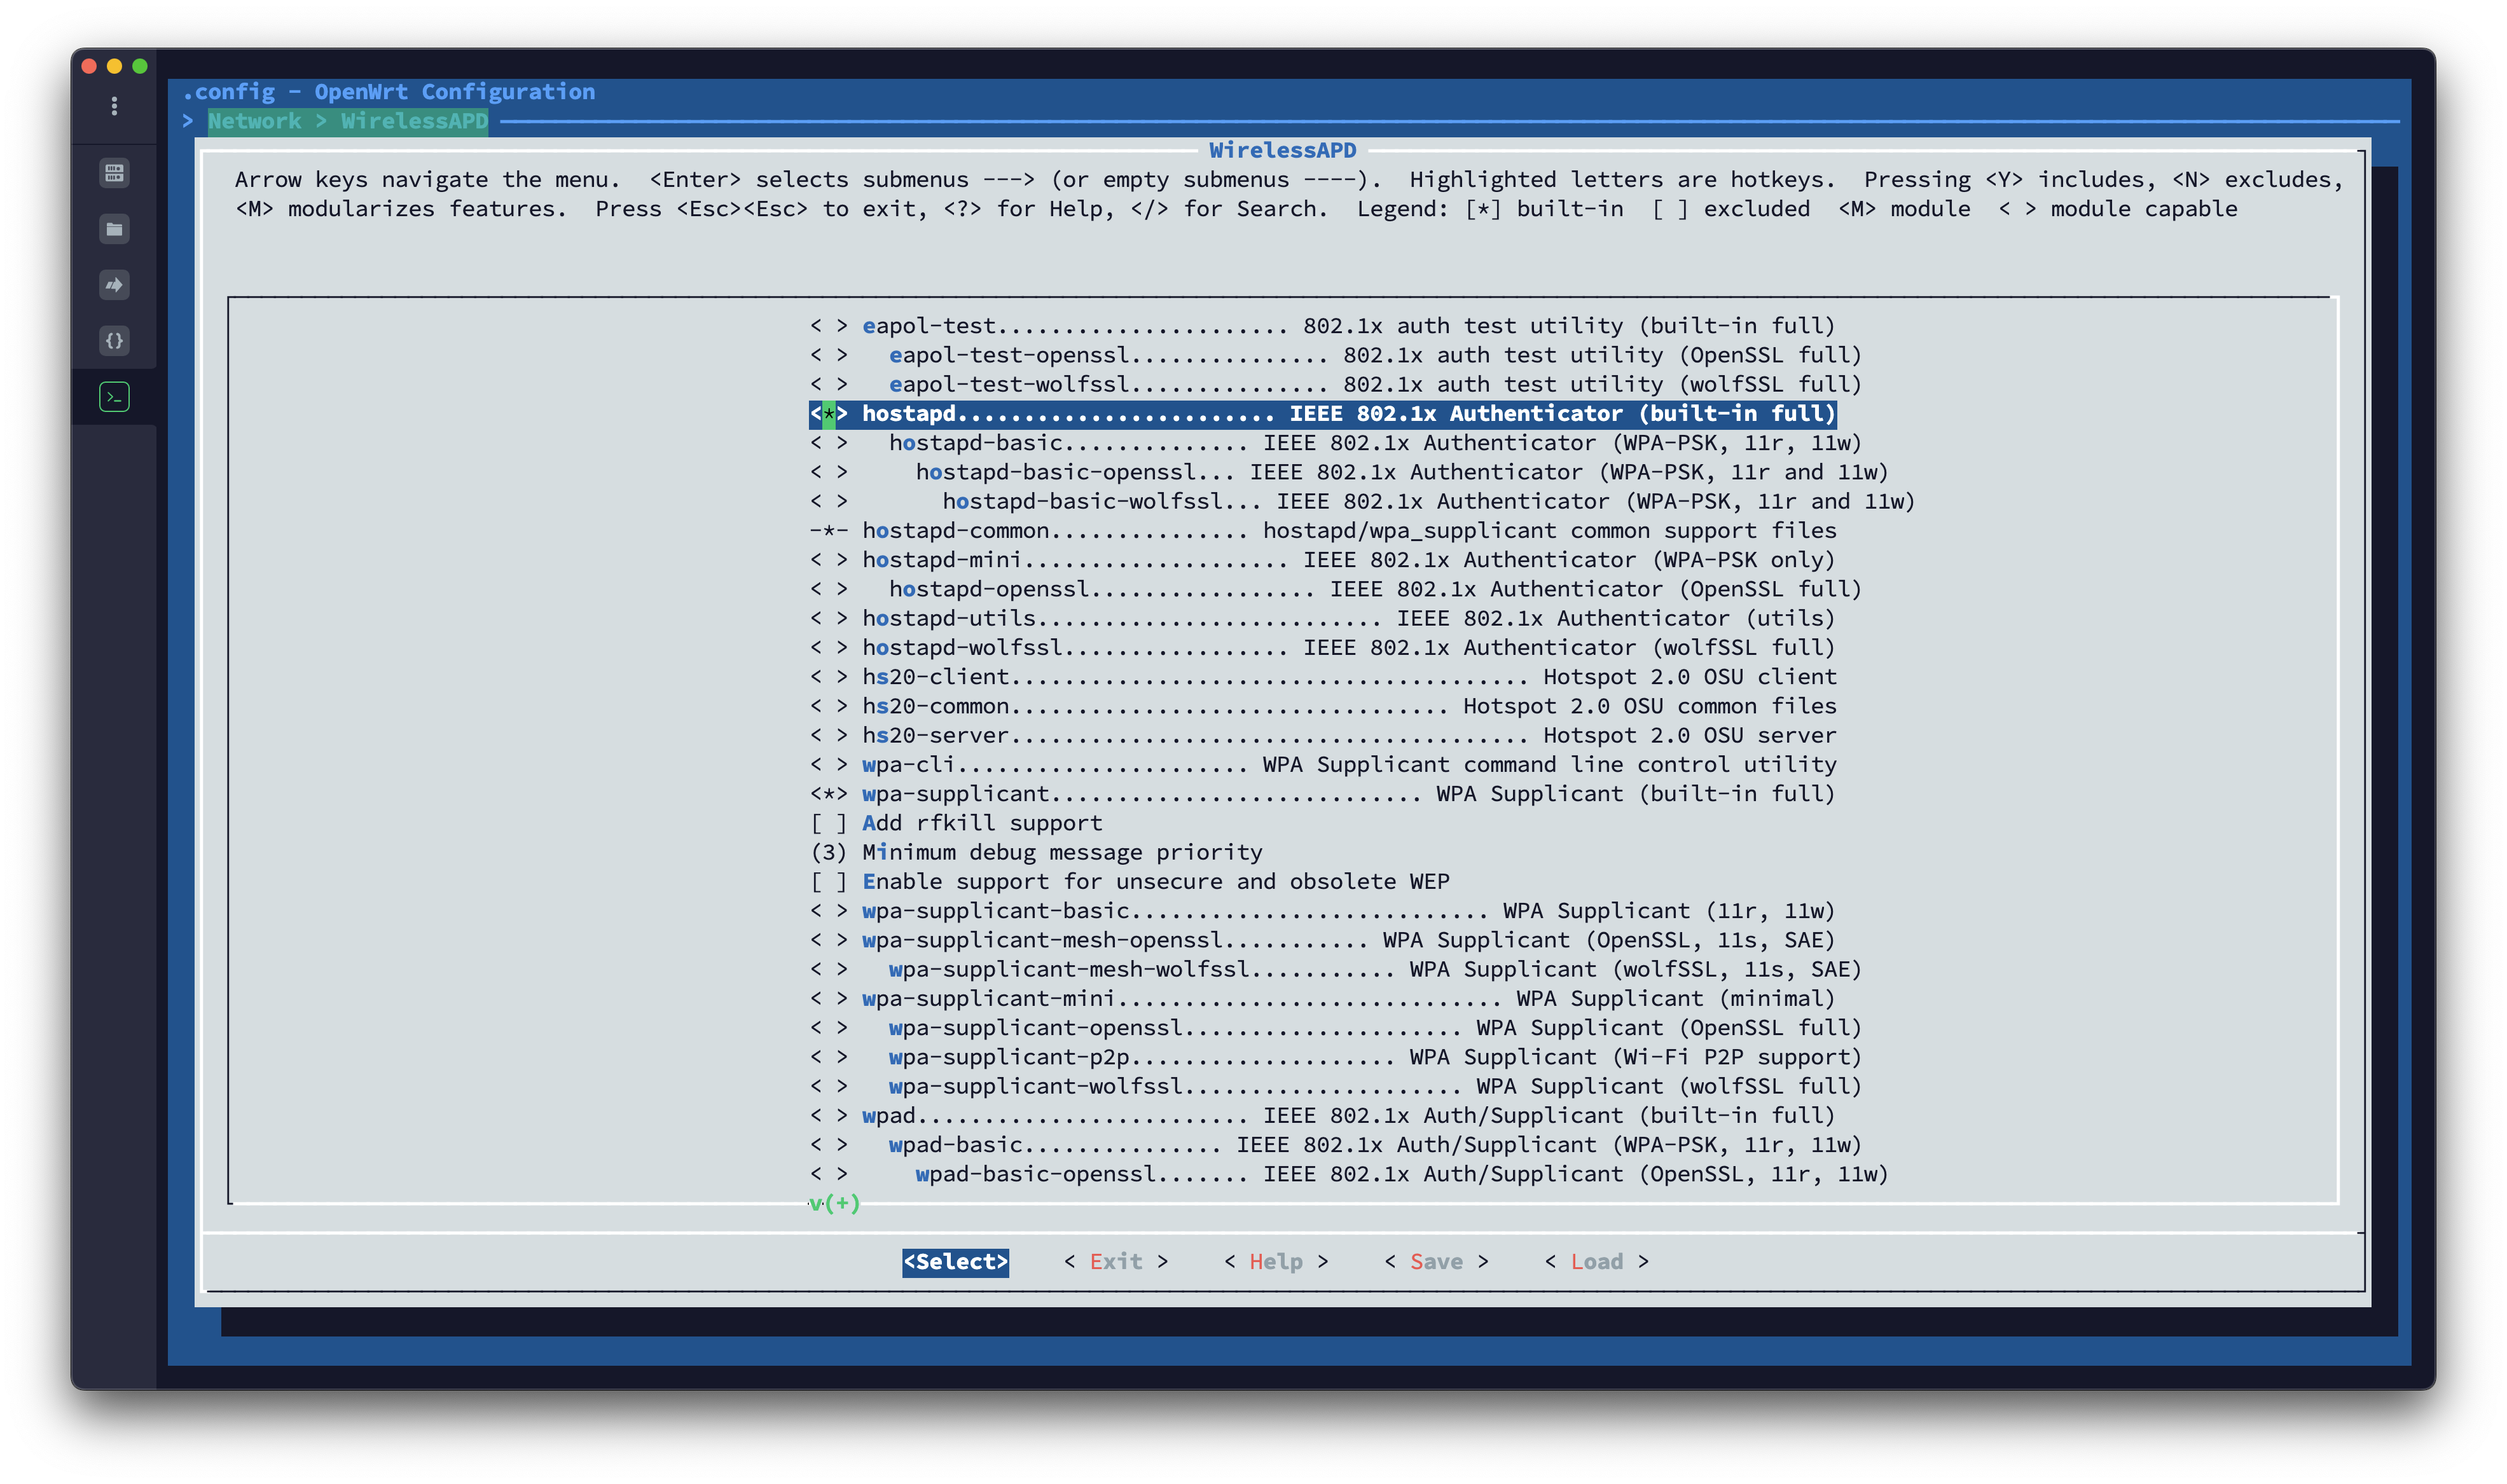 .config - OpenWrt Configuration
> Network > WirelessAPD
WirelessAPD
Arrow keys navigate the menu.  <Enter> selects submenus ---> (or empty submenus ----).  Highlighted letters are hotkeys.  Pressing <Y> includes, <N> excludes,
<M> modularizes features.  Press <Esc><Esc> to exit, <?> for Help, </> for Search.  Legend: [*] built-in  [ ] excluded  <M> module  < > module capable
< > eapol-test...................... 802.1x auth test utility (built-in full)
< >   eapol-test-openssl............... 802.1x auth test utility (OpenSSL full)
< >   eapol-test-wolfssl............... 802.1x auth test utility (wolfSSL full)
<*> hostapd........................ IEEE 802.1x Authenticator (built-in full)
< >   hostapd-basic.............. IEEE 802.1x Authenticator (WPA-PSK, 11r, 11w)
< >     hostapd-basic-openssl... IEEE 802.1x Authenticator (WPA-PSK, 11r and 11w)
< >       hostapd-basic-wolfssl... IEEE 802.1x Authenticator (WPA-PSK, 11r and 11w)
-*- hostapd-common............... hostapd/wpa_supplicant common support files
< > hostapd-mini.................... IEEE 802.1x Authenticator (WPA-PSK only)
< >   hostapd-openssl................. IEEE 802.1x Authenticator (OpenSSL full)
< > hostapd-utils.......................... IEEE 802.1x Authenticator (utils)
< > hostapd-wolfssl................. IEEE 802.1x Authenticator (wolfSSL full)
< > hs20-client....................................... Hotspot 2.0 OSU client
< > hs20-common................................. Hotspot 2.0 OSU common files
< > hs20-server....................................... Hotspot 2.0 OSU server
< > wpa-cli...................... WPA Supplicant command line control utility
<*> wpa-supplicant............................ WPA Supplicant (built-in full)
[ ] Add rfkill support
(3) Minimum debug message priority
[ ] Enable support for unsecure and obsolete WEP
< > wpa-supplicant-basic........................... WPA Supplicant (11r, 11w)
< > wpa-supplicant-mesh-openssl........... WPA Supplicant (OpenSSL, 11s, SAE)
< >   wpa-supplicant-mesh-wolfssl........... WPA Supplicant (wolfSSL, 11s, SAE)
< > wpa-supplicant-mini............................. WPA Supplicant (minimal)
< >   wpa-supplicant-openssl..................... WPA Supplicant (OpenSSL full)
< >   wpa-supplicant-p2p.................... WPA Supplicant (Wi-Fi P2P support)
< >   wpa-supplicant-wolfssl..................... WPA Supplicant (wolfSSL full)
< > wpad......................... IEEE 802.1x Auth/Supplicant (built-in full)
< >   wpad-basic............... IEEE 802.1x Auth/Supplicant (WPA-PSK, 11r, 11w)
< >     wpad-basic-openssl....... IEEE 802.1x Auth/Supplicant (OpenSSL, 11r, 11w)
v(+)
<Select>    < Exit >    < Help >    < Save >    < Load >